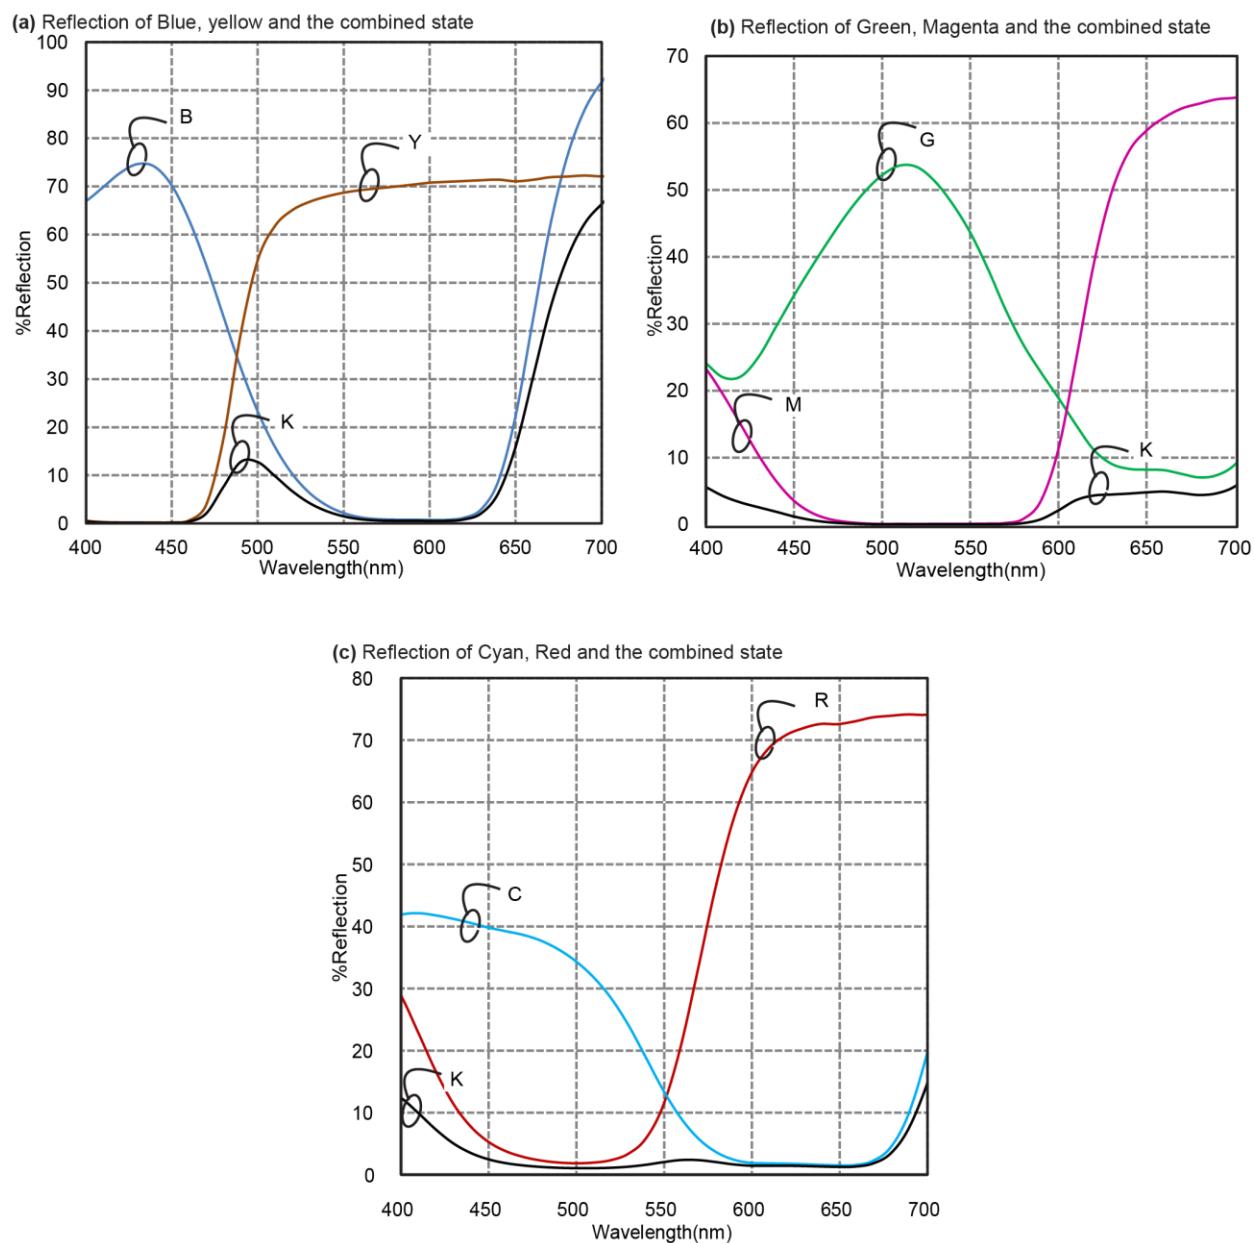 (a) Reflection of Blue, yellow and the combined state
100
90
80
70
60
50
40
30
20
10
0
%Reflection
B
Y
K
400 450 500 550 600 650 700
Wavelength(nm)
(b) Reflection of Green, Magenta and the combined state
70
60
50
40
30
20
10
0
%Reflection
G
M
K
400 450 500 550 600 650 700
Wavelength(nm)
(c) Reflection of Cyan, Red and the combined state
80
70
60
50
40
30
20
10
0
%Reflection
R
C
K
400 450 500 550 600 650 700
Wavelength(nm)